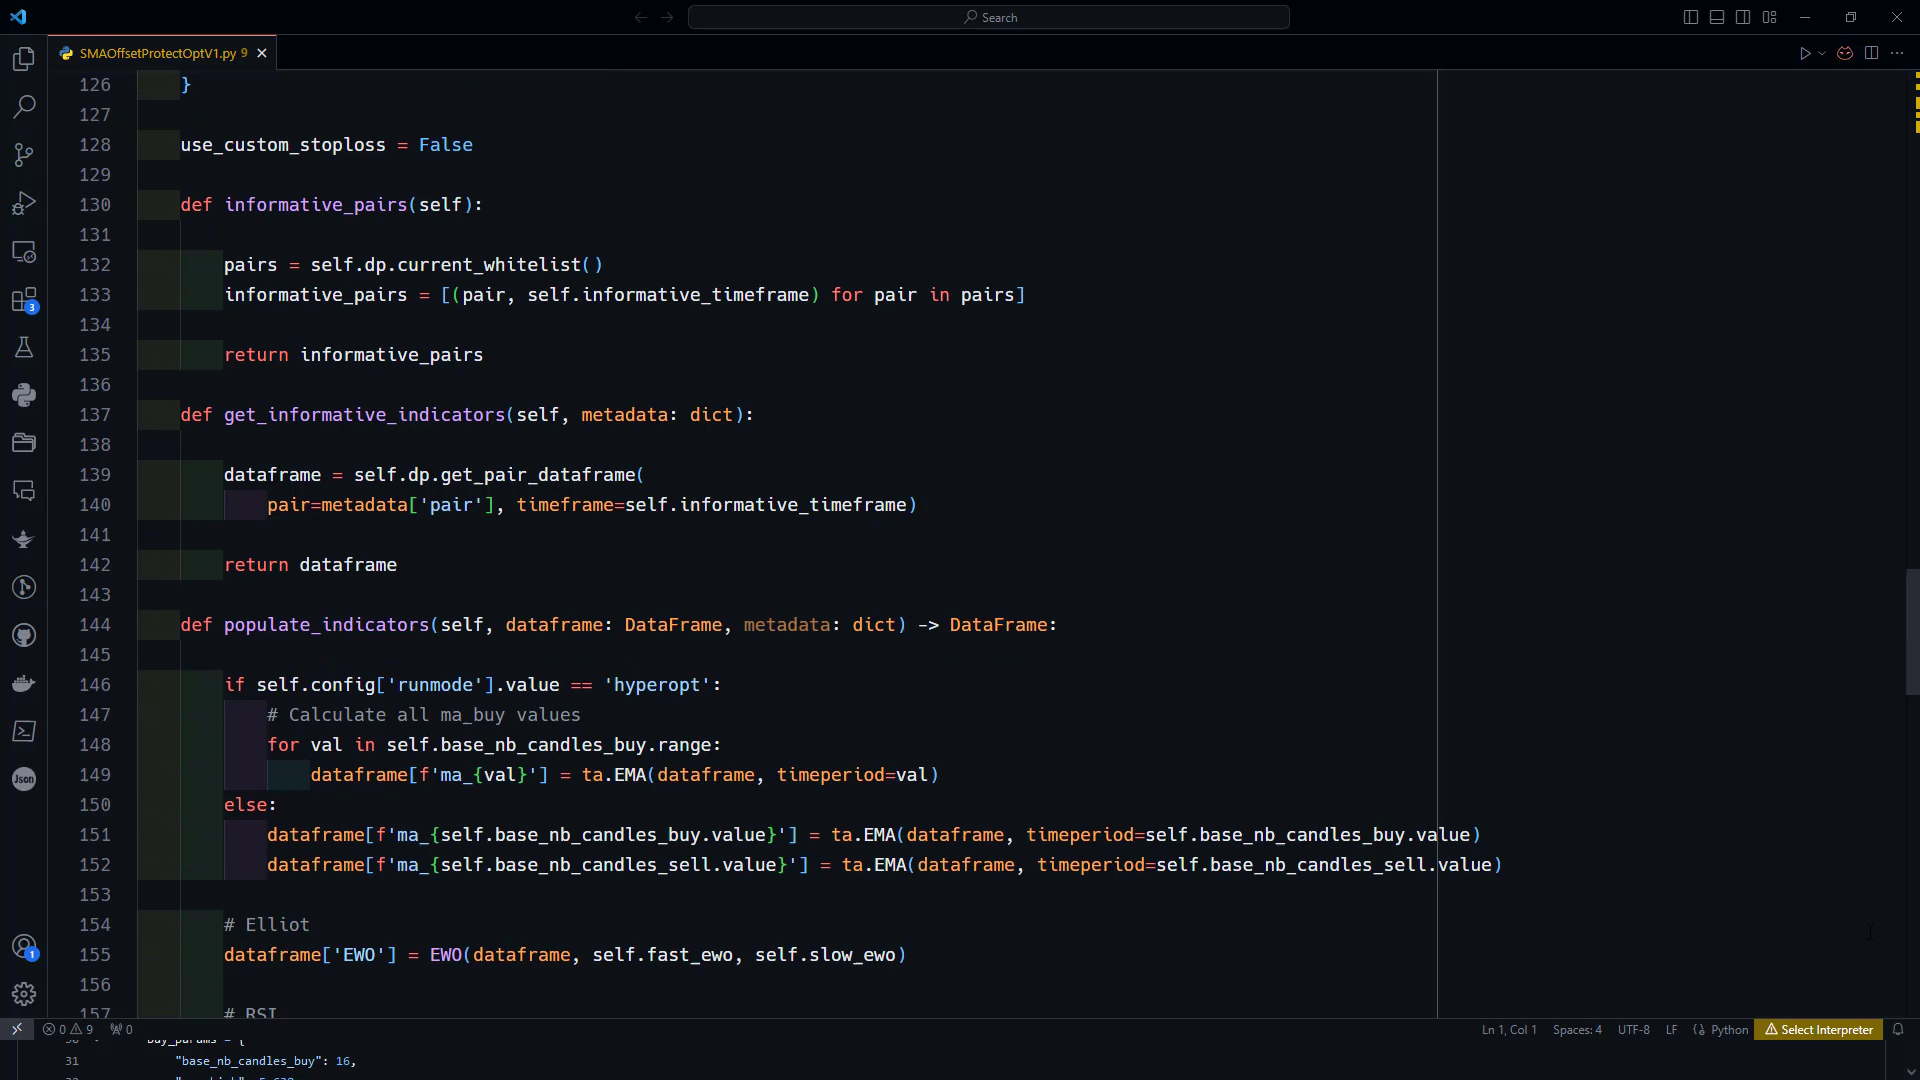 Search
SMAOffsetProtectOptV1.py 9
126 }
127
128 use_custom_stoploss = False
129
130 def informative_pairs(self):
131
132 pairs = self.dp.current_whitelist()
133 informative_pairs = [(pair, self.informative_timeframe) for pair in pairs]
134
135 return informative_pairs
136
137 def get_informative_indicators(self, metadata: dict):
138
139 dataframe = self.dp.get_pair_dataframe(
140 pair=metadata['pair'], timeframe=self.informative_timeframe)
141
142 return dataframe
143
144 def populate_indicators(self, dataframe: DataFrame, metadata: dict) -> DataFrame:
145
146 if self.config['runmode'].value == 'hyperopt':
147 # Calculate all ma_buy values
148 for val in self.base_nb_candles_buy.range:
149 dataframe[f'ma_{val}'] = ta.EMA(dataframe, timeperiod=val)
150 else:
151 dataframe[f'ma_{self.base_nb_candles_buy.value}'] = ta.EMA(dataframe, timeperiod=self.base_nb_candles_buy.value)
152 dataframe[f'ma_{self.base_nb_candles_sell.value}'] = ta.EMA(dataframe, timeperiod=self.base_nb_candles_sell.value)
153
154 # Elliot
155 dataframe['EWO'] = EWO(dataframe, self.fast_ewo, self.slow_ewo)
156
157 # RSI
3
Json
1
0 9 0 Ln 1, Col 1 Spaces: 4 UTF-8 LF Python Select Interpreter
buy_params = {
31 "base_nb_candles_buy": 16,